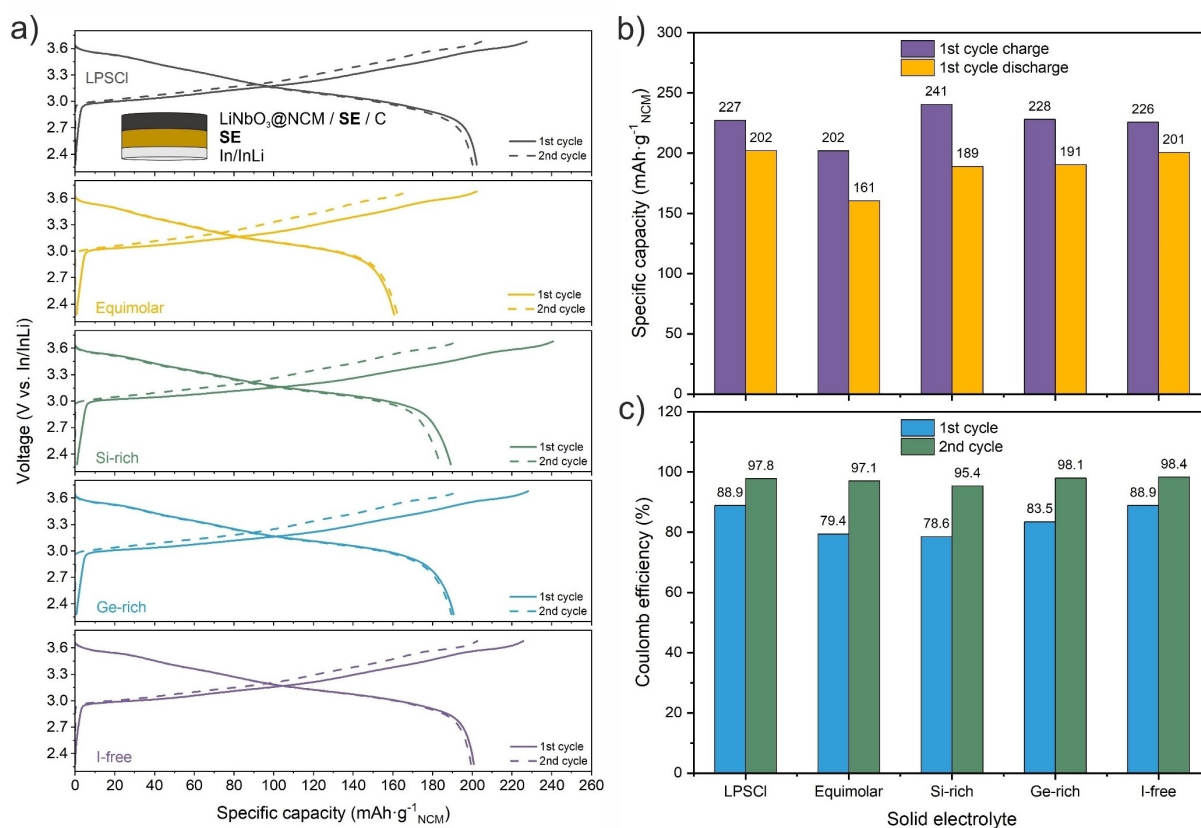 a)
Voltage (V vs. In/InLi)
3.6
3.3
3.0
2.7
2.4
LPSCl
LiNbO₃@NCM / SE / C
SE
In/InLi
1st cycle
2nd cycle
3.6
3.3
3.0
2.7
2.4
Equimolar
1st cycle
2nd cycle
3.6
3.3
3.0
2.7
2.4
Si-rich
1st cycle
2nd cycle
3.6
3.3
3.0
2.7
2.4
Ge-rich
1st cycle
2nd cycle
3.6
3.3
3.0
2.7
2.4
I-free
1st cycle
2nd cycle
0 20 40 60 80 100 120 140 160 180 200 220 240 260
Specific capacity (mAh·g⁻¹NCM)
b)
Specific capacity (mAh·g⁻¹NCM)
300
250
200
150
100
50
0
1st cycle charge
1st cycle discharge
227 202 202 161 241 189 228 191 226 201
c)
Coulomb efficiency (%)
120
100
80
60
40
20
0
1st cycle
2nd cycle
88.9 97.8 79.4 97.1 78.6 95.4 83.5 98.1 88.9 98.4
LPSCl Equimolar Si-rich Ge-rich I-free
Solid electrolyte